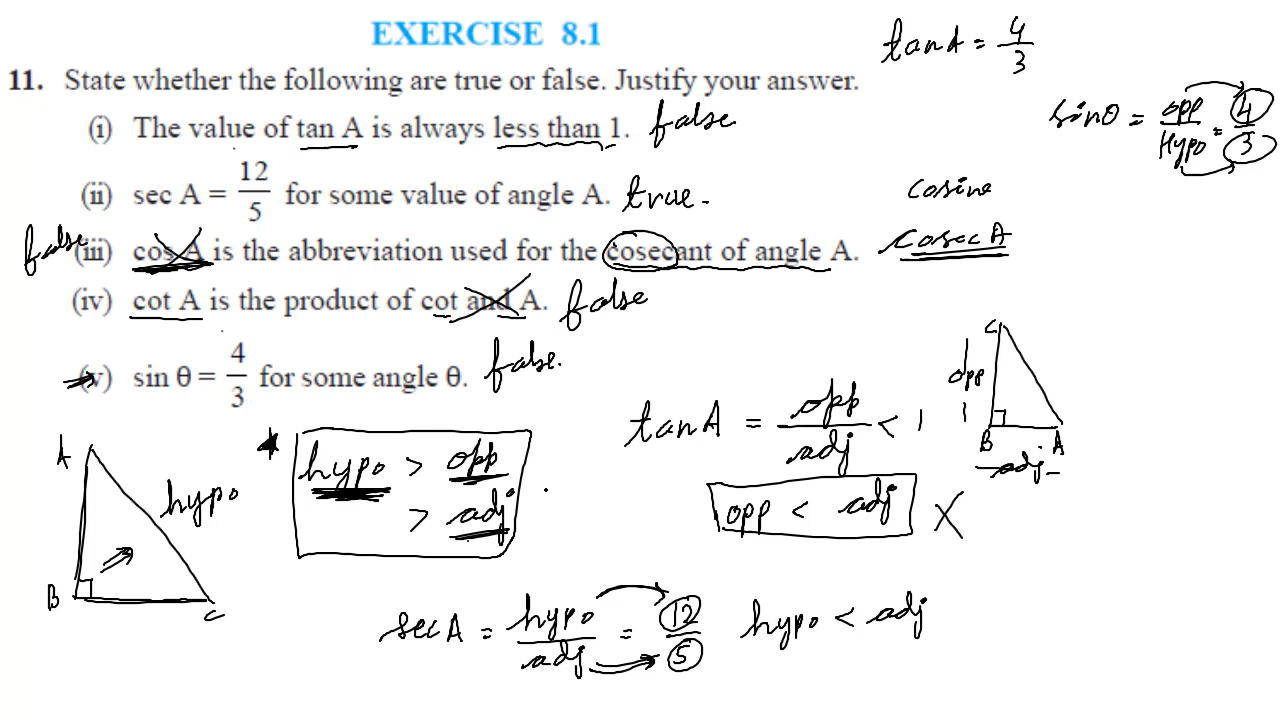 EXERCISE 8.1
tanA = 4/3
11. State whether the following are true or false. Justify your answer.
(i) The value of tan A is always less than 1. false
sinθ = opp/Hypo = 4/3
(ii) sec A = 12/5 for some value of angle A. true.
cosine
false (iii) cos A is the abbreviation used for the cosecant of angle A. cosec A
(iv) cot A is the product of cot and A. false
(v) sin θ = 4/3 for some angle θ. false.
C
opp
B A
adj
tanA = opp/adj < 1
A
hypo
B C
hypo > opp
> adj
opp < adj X
secA = hypo/adj = 12/5 hypo < adj